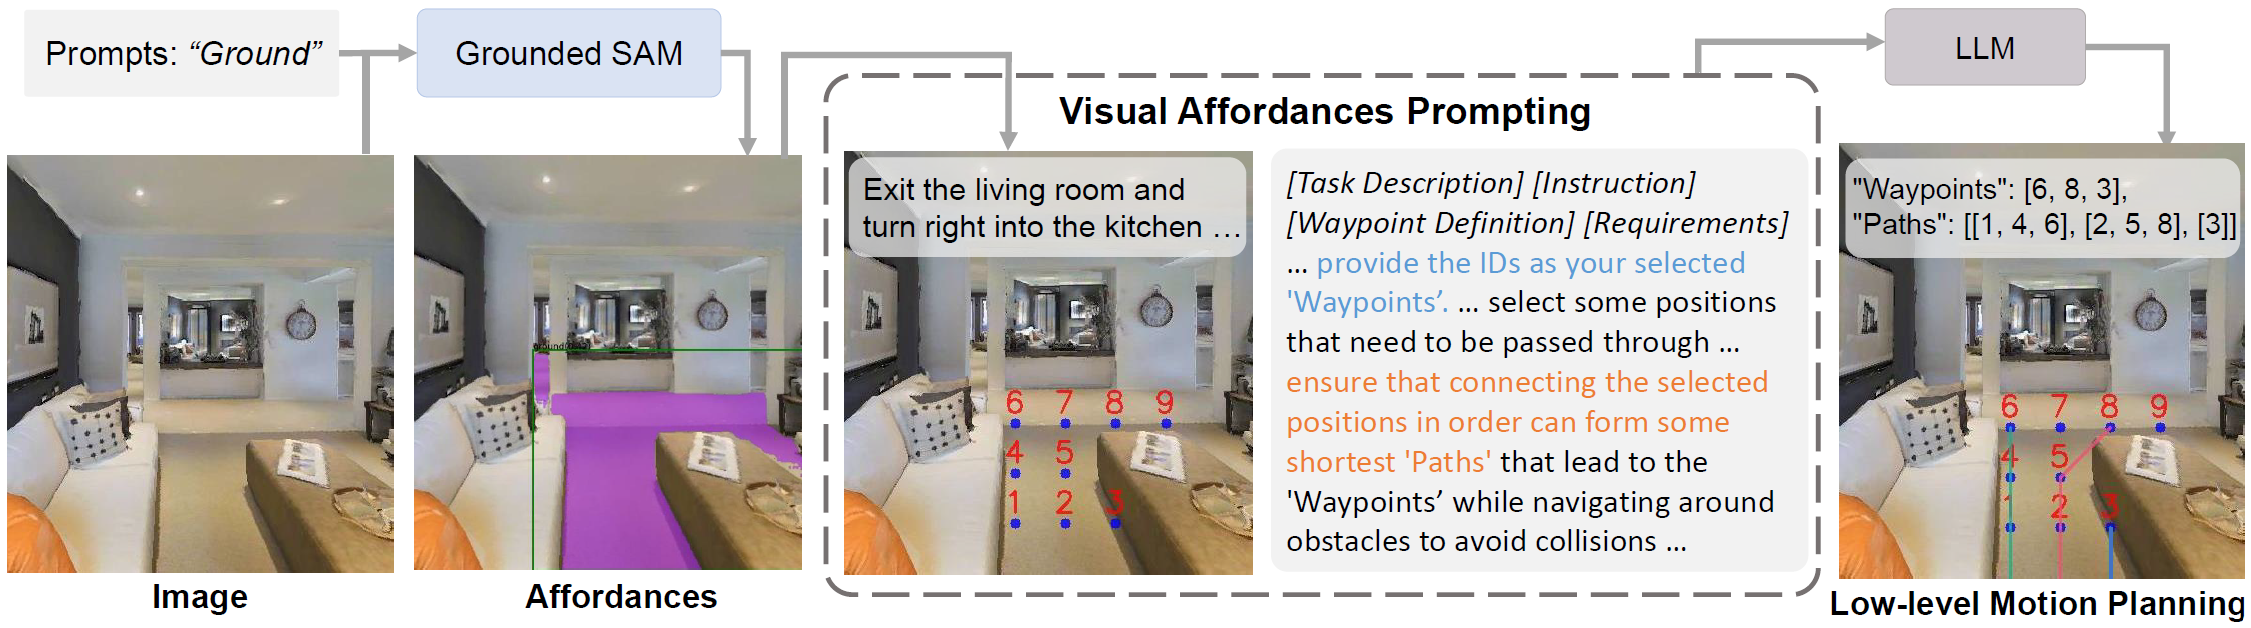 Prompts: “Ground”
Grounded SAM
LLM
Visual Affordances Prompting
ground
Exit the living room and
turn right into the kitchen ...
6 7 8 9
4 5
1 2 3
[Task Description] [Instruction]
[Waypoint Definition] [Requirements]
... provide the IDs as your selected
'Waypoints’. ... select some positions
that need to be passed through ...
ensure that connecting the selected
positions in order can form some
shortest 'Paths' that lead to the
'Waypoints’ while navigating around
obstacles to avoid collisions ...
"Waypoints": [6, 8, 3],
"Paths": [[1, 4, 6], [2, 5, 8], [3]]
6 7 8 9
4 5
1 2 3
Image
Affordances
Low-level Motion Planning